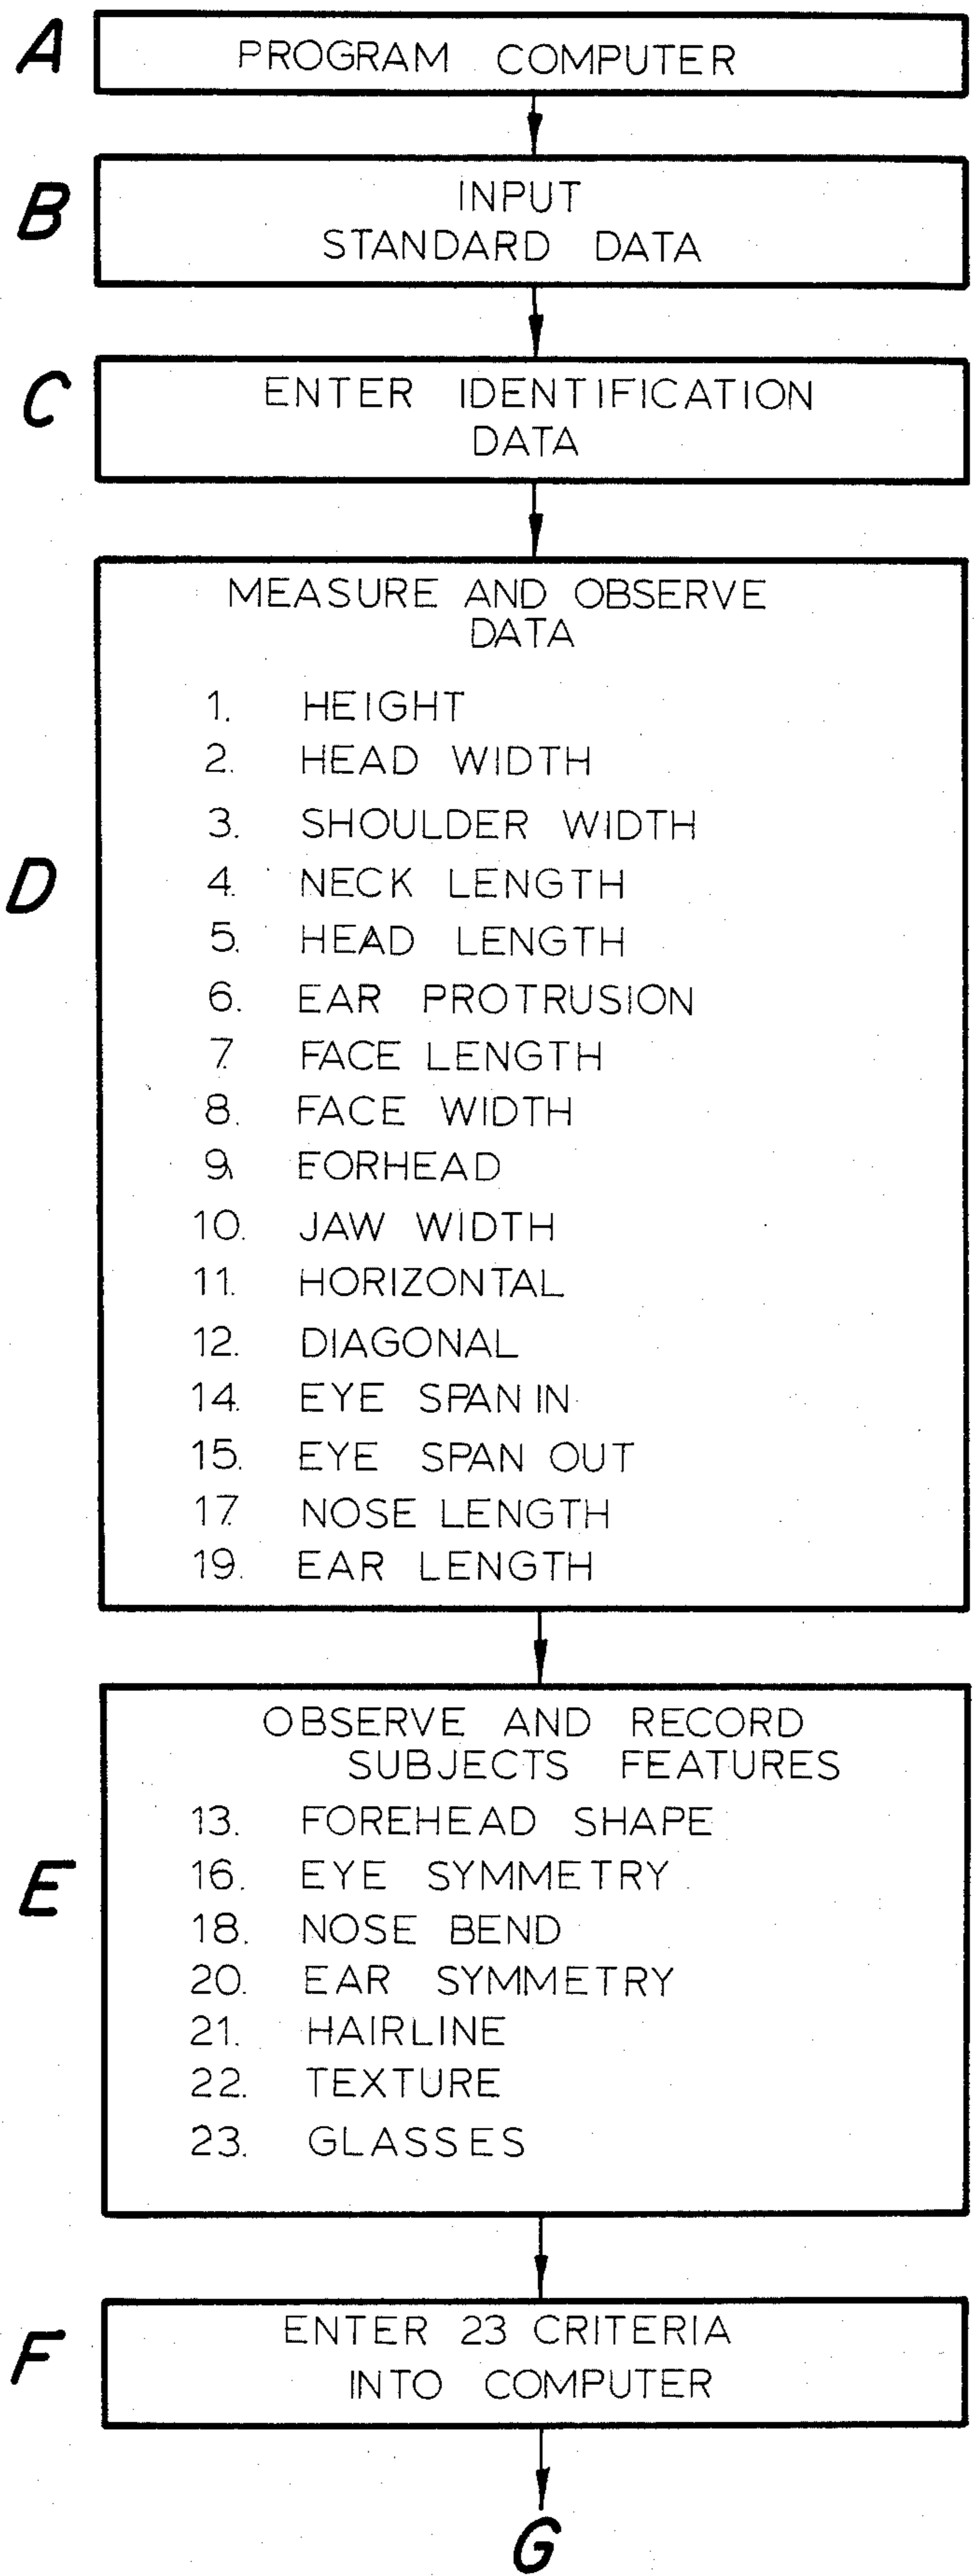 A
PROGRAM COMPUTER
B
INPUT
STANDARD DATA
C
ENTER IDENTIFICATION
DATA
MEASURE AND OBSERVE
DATA
1. HEIGHT
2. HEAD WIDTH
3. SHOULDER WIDTH
D
4. NECK LENGTH
5. HEAD LENGTH
6. EAR PROTRUSION
7. FACE LENGTH
8. FACE WIDTH
9. FORHEAD
10. JAW WIDTH
11. HORIZONTAL
12. DIAGONAL
14. EYE SPAN IN
15. EYE SPAN OUT
17. NOSE LENGTH
19. EAR LENGTH
OBSERVE AND RECORD
SUBJECTS FEATURES
13. FOREHEAD SHAPE
E
16. EYE SYMMETRY
18. NOSE BEND
20. EAR SYMMETRY
21. HAIRLINE
22. TEXTURE
23. GLASSES
F
ENTER 23 CRITERIA
INTO COMPUTER
G